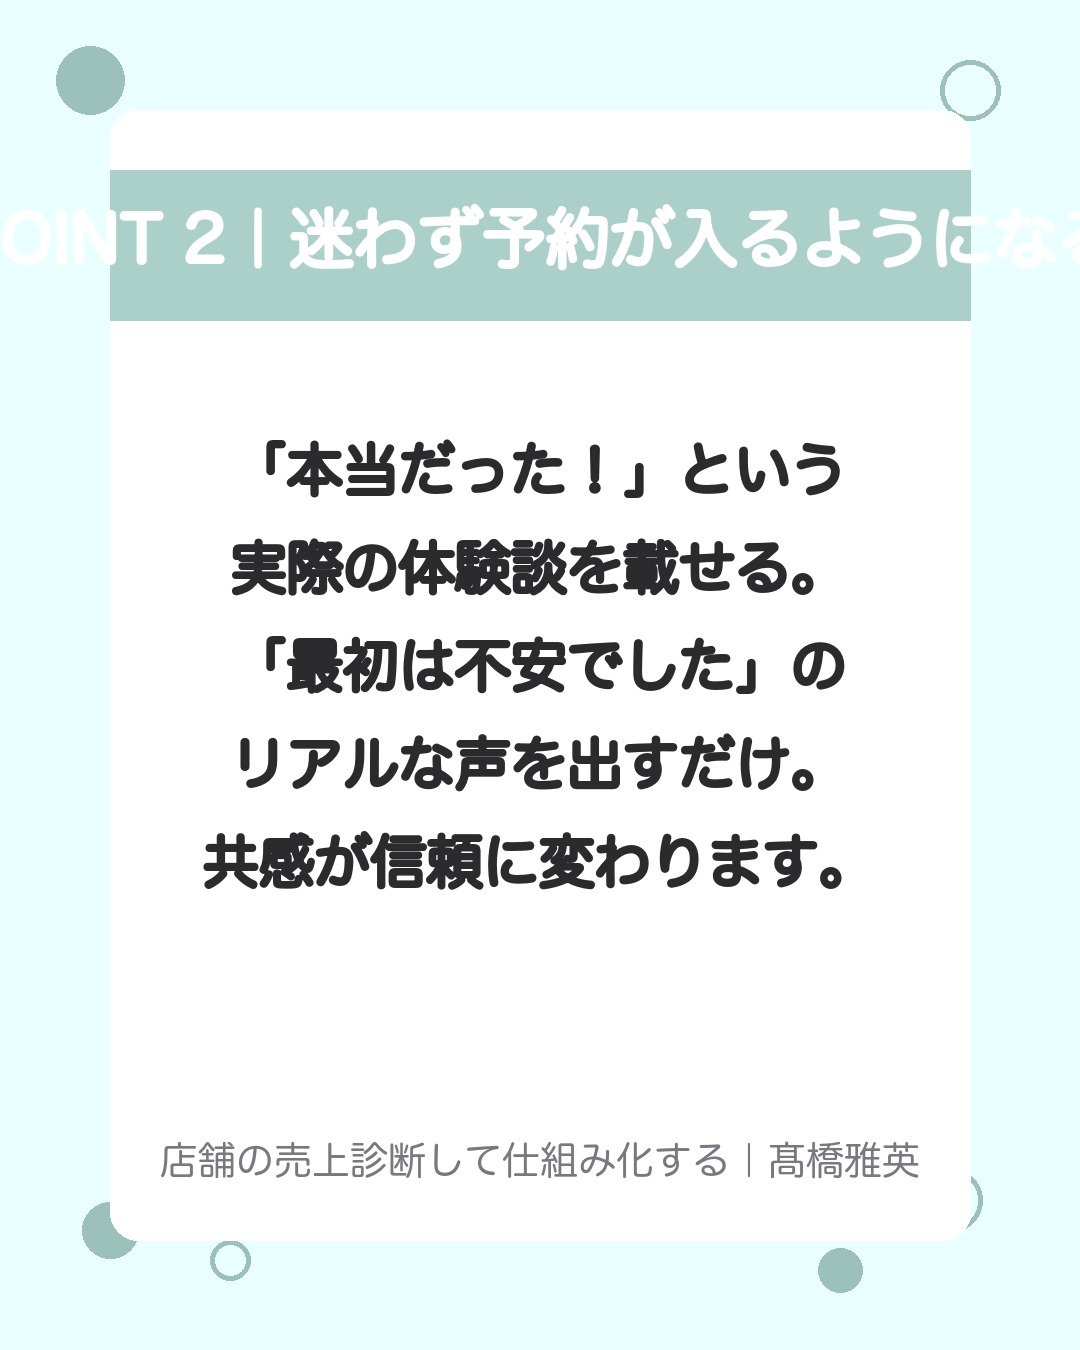 OINT 2｜迷わず予約が入るようになる
「本当だった！」という
実際の体験談を載せる。
「最初は不安でした」の
リアルな声を出すだけ。
共感が信頼に変わります。
店舗の売上診断して仕組み化する｜髙橋雅英